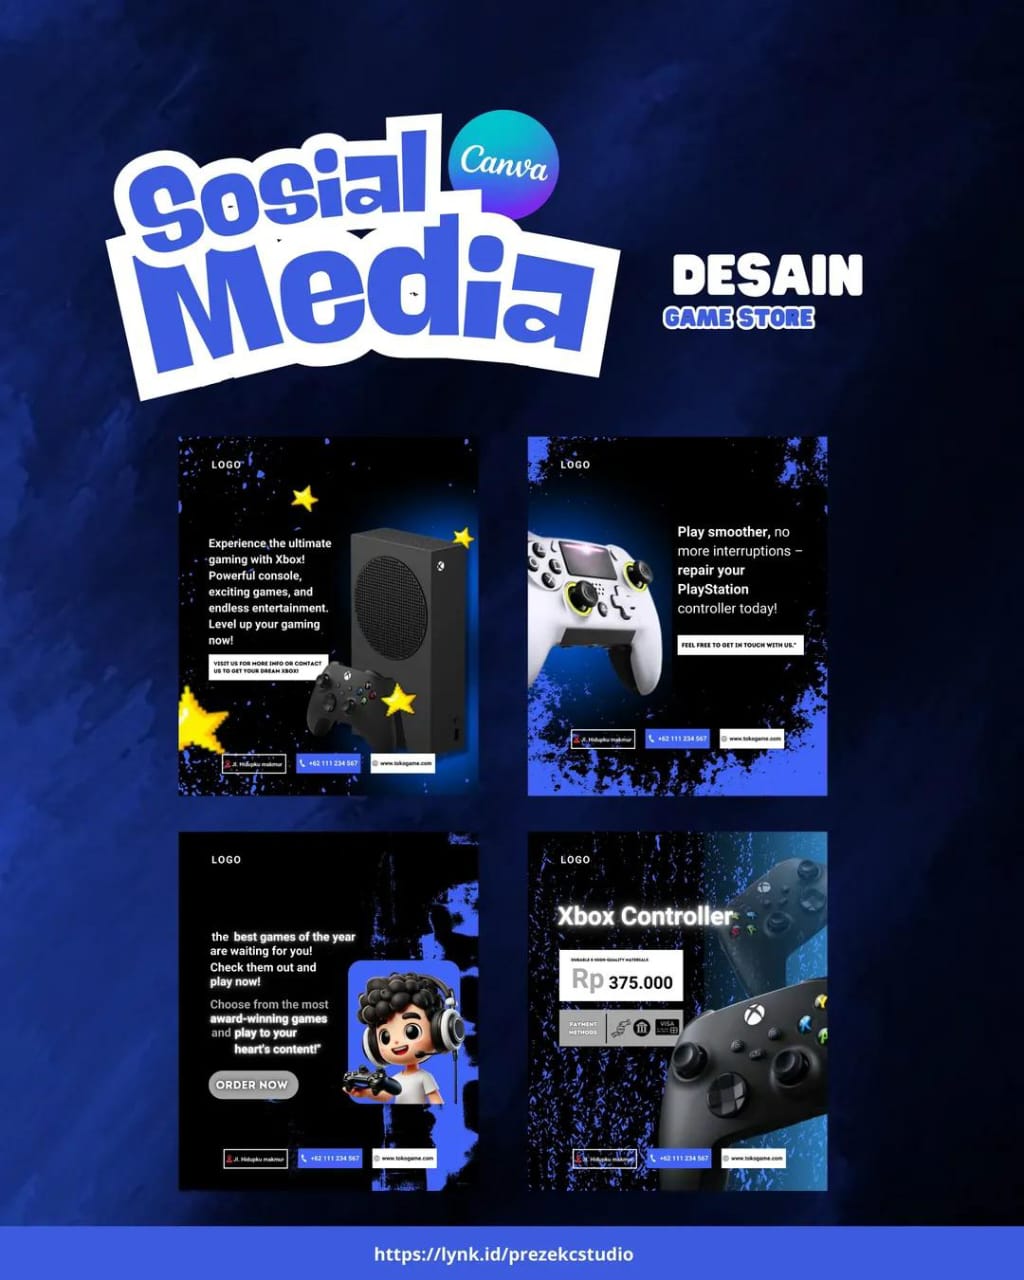 Sosial
Canva
Media
DESAIN
GAME STORE
LOGO
Experience the ultimate
gaming with Xbox!
Powerful console,
exciting games, and
endless entertainment.
Level up your gaming
now!
VISIT US FOR MORE INFO OR CONTACT
US TO GET YOUR DREAM XBOX!
Jl. Hidupku makmur
+62 111 234 567
www.tokogame.com
LOGO
Play smoother, no
more interruptions –
repair your
PlayStation
controller today!
FEEL FREE TO GET IN TOUCH WITH US."
Jl. Hidupku makmur
+62 111 234 567
www.tokogame.com
LOGO
the best games of the year
are waiting for you!
Check them out and
play now!
Choose from the most
award-winning games
and play to your
heart's content!"
ORDER NOW
Jl. Hidupku makmur
+62 111 234 567
www.tokogame.com
LOGO
Xbox Controller
DURABLE & HIGH-QUALITY MATERIALS
Rp 375.000
PAYMENT
METHODS
VISA
Jl. Hidupku makmur
+62 111 234 567
www.tokogame.com
https://lynk.id/prezekcstudio